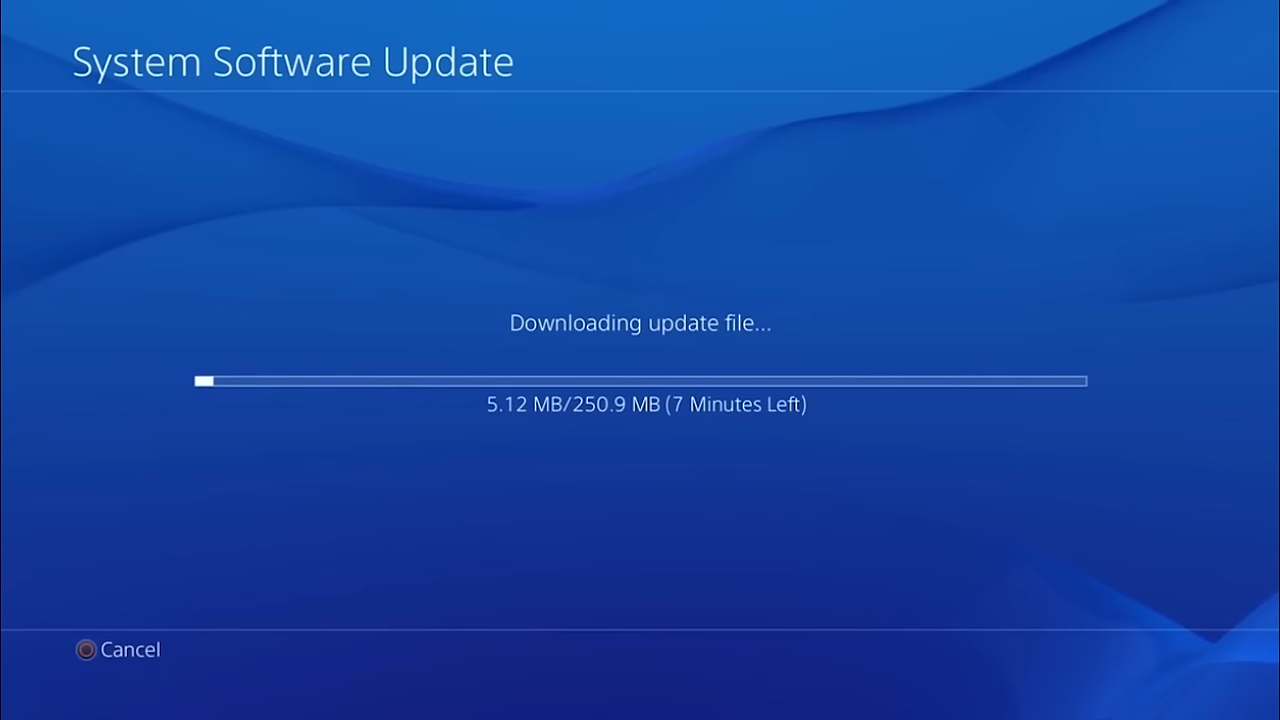 System Software Update
Downloading update file...
5.12 MB/250.9 MB (7 Minutes Left)
Cancel